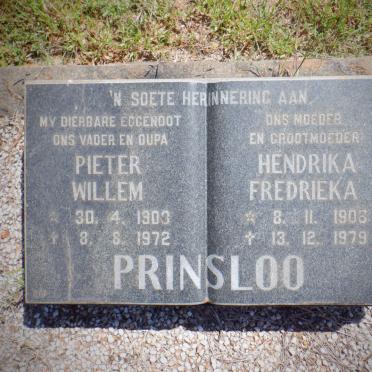 'N SOETE HERINNERING AAN
MY DIERBARE EGGENOOT
ONS VADER EN OUPA
PIETER
WILLEM
☆ 30. 4. 1903
✝ 8. 6. 1972
ONS MOEDER
EN GROOTMOEDER
HENDRIKA
FREDRIEKA
☆ 8. 11. 1908
✝ 13. 12. 1979
PRINSLOO